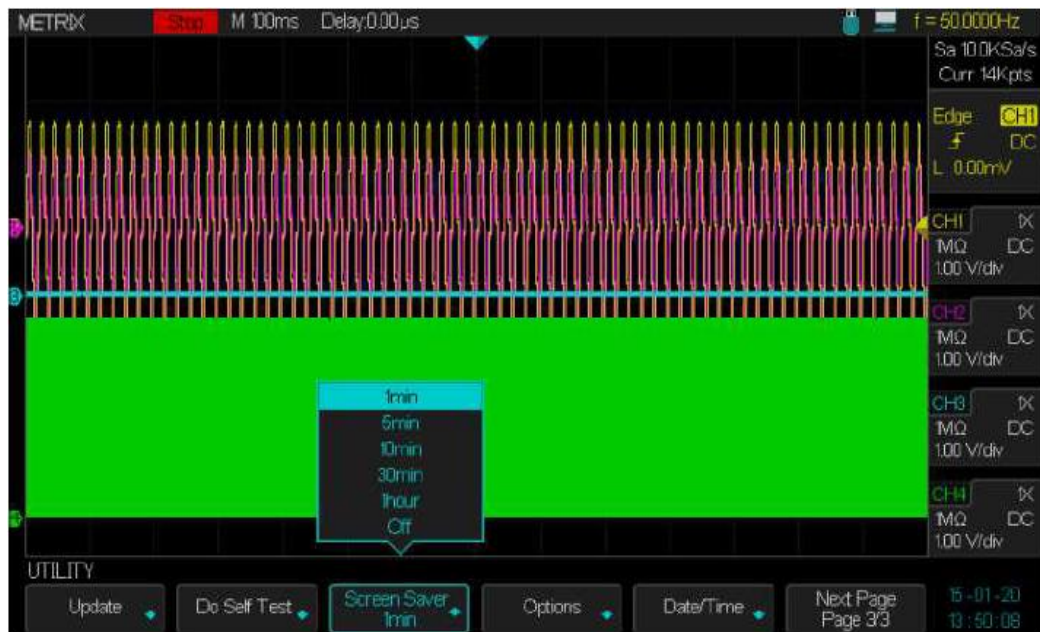 METRIX Stop M 100ms Delay:0.00μs f = 50.0000Hz
Sa 10.0KSa/s
Curr 14Kpts
Edge CH1
DC
L 0.00mV
CH1 1X
1MΩ DC
1.00 V/div
CH2 1X
1MΩ DC
1.00 V/div
CH3 1X
1MΩ DC
1.00 V/div
CH4 1X
1MΩ DC
1.00 V/div
1min
5min
10min
30min
1hour
Off
UTILITY
Update Do Self Test Screen Saver Options Date/Time Next Page 15-01-20
1min Page 3/3 13:50:08